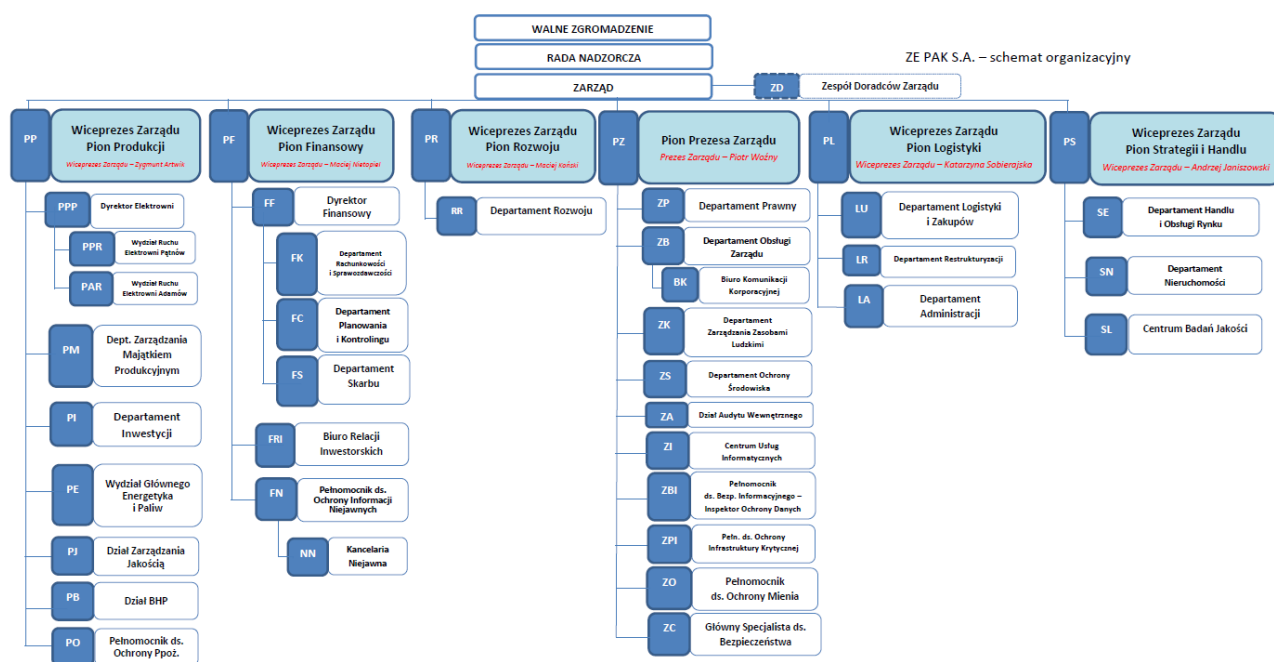 WALNE ZGROMADZENIE
RADA NADZORCZA
ZE PAK S.A. – schemat organizacyjny
ZARZĄD
ZD
Zespół Doradców Zarządu
PP
Wiceprezes Zarządu
Pion Produkcji
Wiceprezes Zarządu – Zygmunt Artwik
PPP
Dyrektor Elektrowni
PPR
Wydział Ruchu
Elektrowni Pątnów
PAR
Wydział Ruchu
Elektrowni Adamów
PM
Dept. Zarządzania
Majątkiem
Produkcyjnym
PI
Departament
Inwestycji
PE
Wydział Głównego
Energetyka
i Paliw
PJ
Dział Zarządzania
Jakością
PB
Dział BHP
PO
Pełnomocnik ds.
Ochrony Ppoż.
PF
Wiceprezes Zarządu
Pion Finansowy
Wiceprezes Zarządu – Maciej Nietopiel
FF
Dyrektor
Finansowy
FK
Departament
Rachunkowości
i Sprawozdawczości
FC
Departament
Planowania
i Kontrolingu
FS
Departament
Skarbu
FRI
Biuro Relacji
Inwestorskich
FN
Pełnomocnik ds.
Ochrony Informacji
Niejawnych
NN
Kancelaria
Niejawna
PR
Wiceprezes Zarządu
Pion Rozwoju
Wiceprezes Zarządu – Maciej Koński
RR
Departament Rozwoju
PZ
Pion Prezesa Zarządu
Prezes Zarządu – Piotr Woźny
ZP
Departament Prawny
ZB
Departament Obsługi
Zarządu
BK
Biuro Komunikacji
Korporacyjnej
ZK
Departament
Zarządzania Zasobami
Ludzkimi
ZS
Departament Ochrony
Środowiska
ZA
Dział Audytu Wewnętrznego
ZI
Centrum Usług
Informatycznych
ZBI
Pełnomocnik
ds. Bezp. Informacyjnego –
Inspektor Ochrony Danych
ZPI
Pełn. ds. Ochrony
Infrastruktury Krytycznej
ZO
Pełnomocnik
ds. Ochrony Mienia
ZC
Główny Specjalista ds.
Bezpieczeństwa
PL
Wiceprezes Zarządu
Pion Logistyki
Wiceprezes Zarządu – Katarzyna Sobierajska
LU
Departament Logistyki
i Zakupów
LR
Departament Restrukturyzacji
LA
Departament
Administracji
PS
Wiceprezes Zarządu
Pion Strategii i Handlu
Wiceprezes Zarządu – Andrzej Janiszowski
SE
Departament Handlu
i Obsługi Rynku
SN
Departament
Nieruchomości
SL
Centrum Badań Jakości